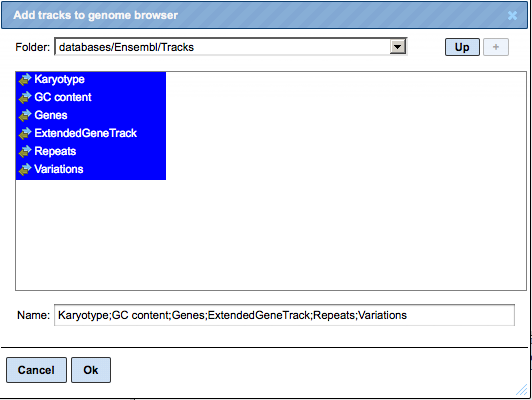 Add tracks to genome browser
Folder: databases/Ensembl/Tracks Up +
Karyotype
GC content
Genes
ExtendedGeneTrack
Repeats
Variations
Name: Karyotype;GC content;Genes;ExtendedGeneTrack;Repeats;Variations
Cancel Ok